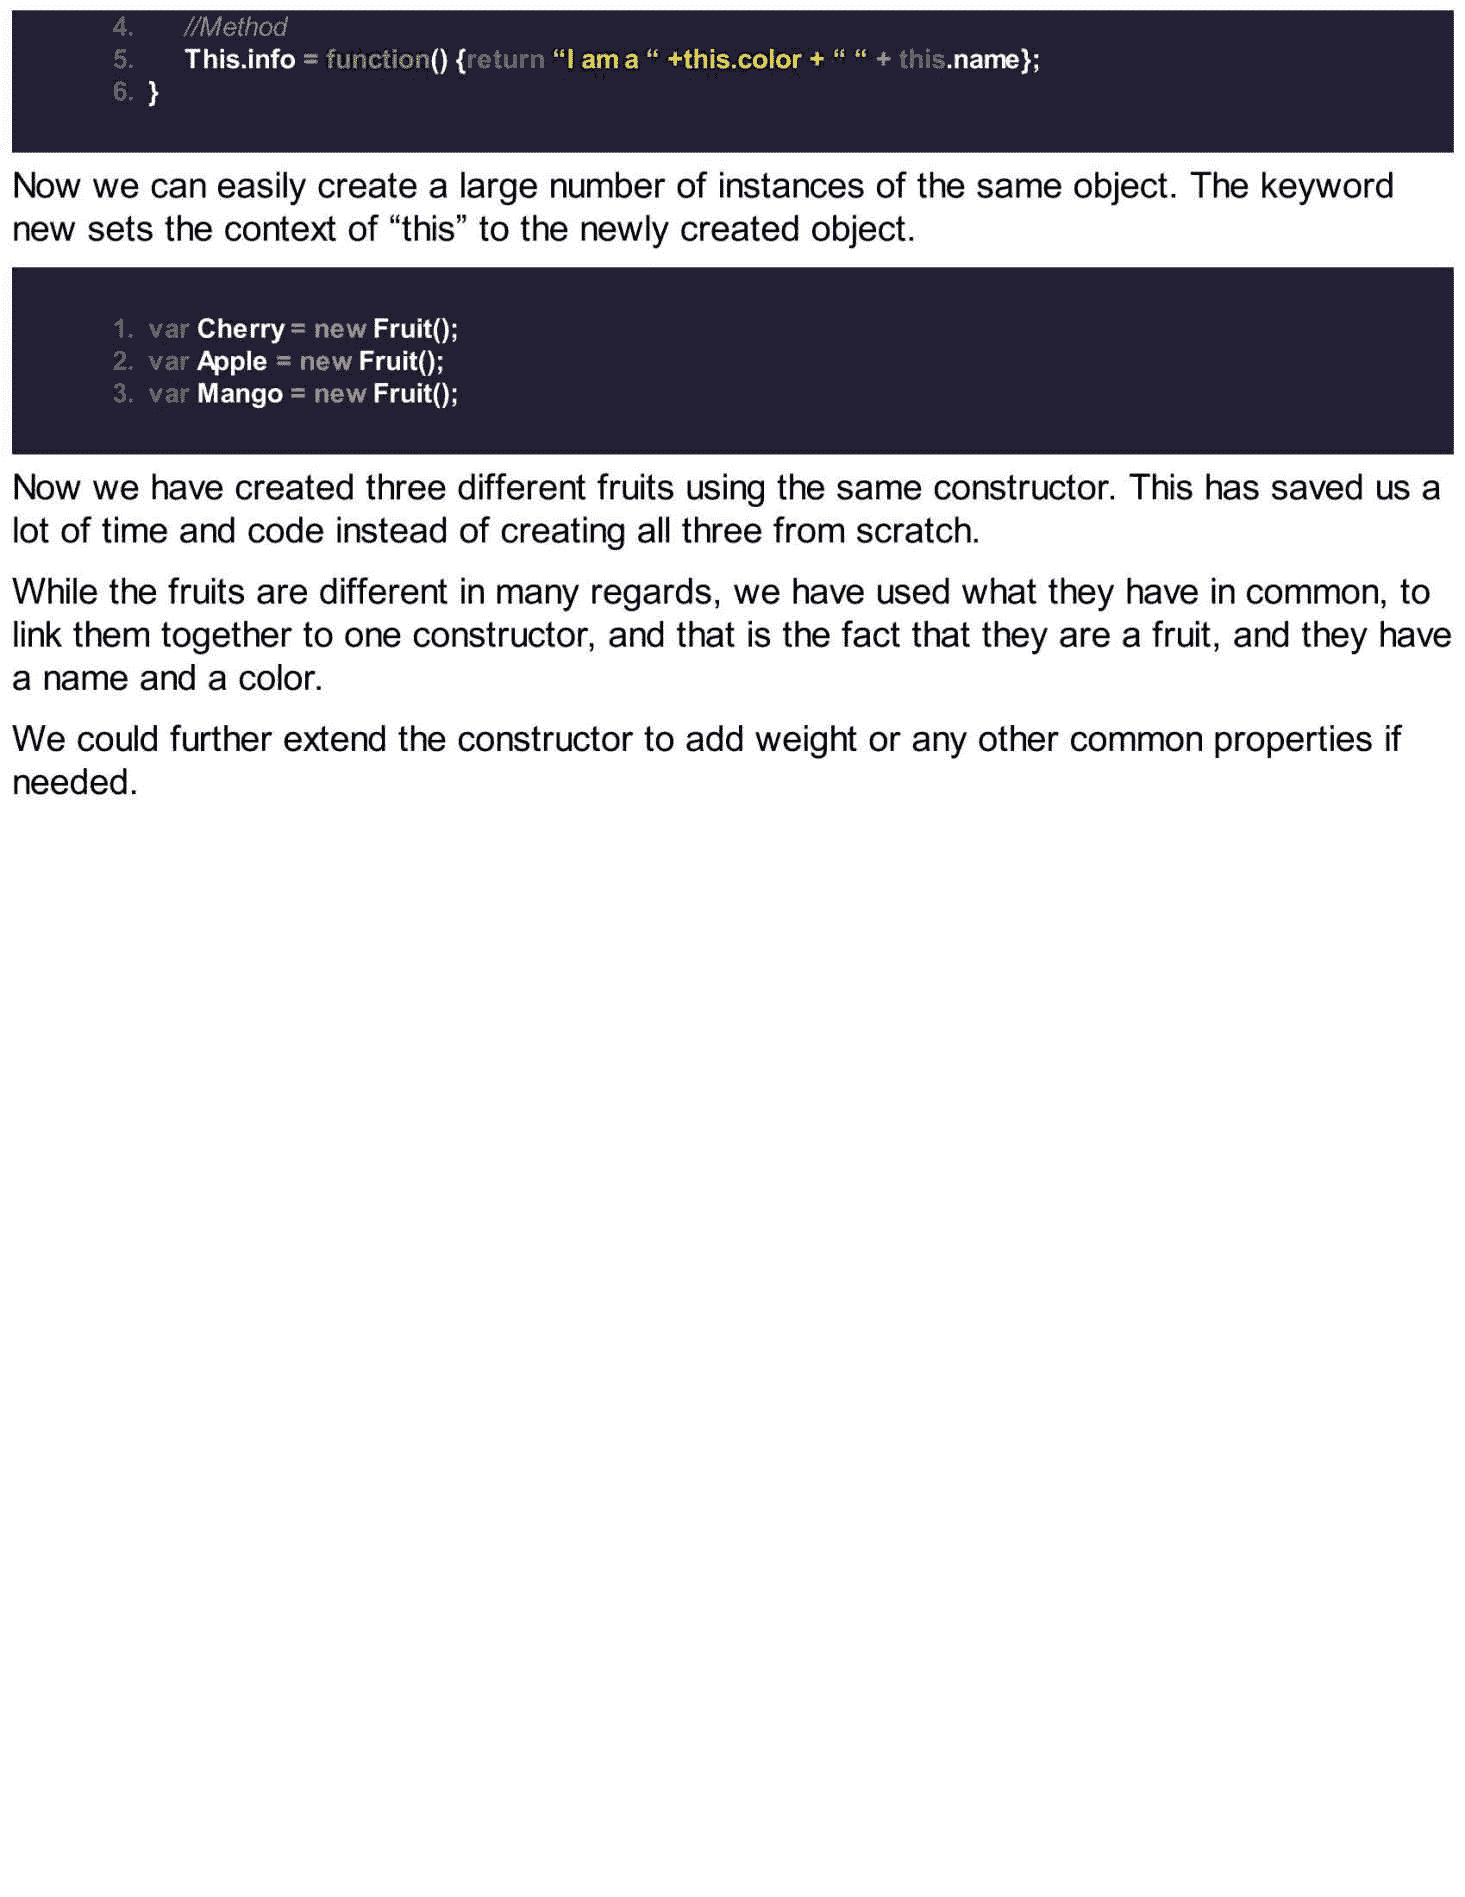 4. //Method
5. This.info = function() {return “I am a “ +this.color + “ “ + this.name};
6. }
Now we can easily create a large number of instances of the same object. The keyword
new sets the context of “this” to the newly created object.
1. var Cherry = new Fruit();
2. var Apple = new Fruit();
3. var Mango = new Fruit();
Now we have created three different fruits using the same constructor. This has saved us a
lot of time and code instead of creating all three from scratch.
While the fruits are different in many regards, we have used what they have in common, to
link them together to one constructor, and that is the fact that they are a fruit, and they have
a name and a color.
We could further extend the constructor to add weight or any other common properties if
needed.